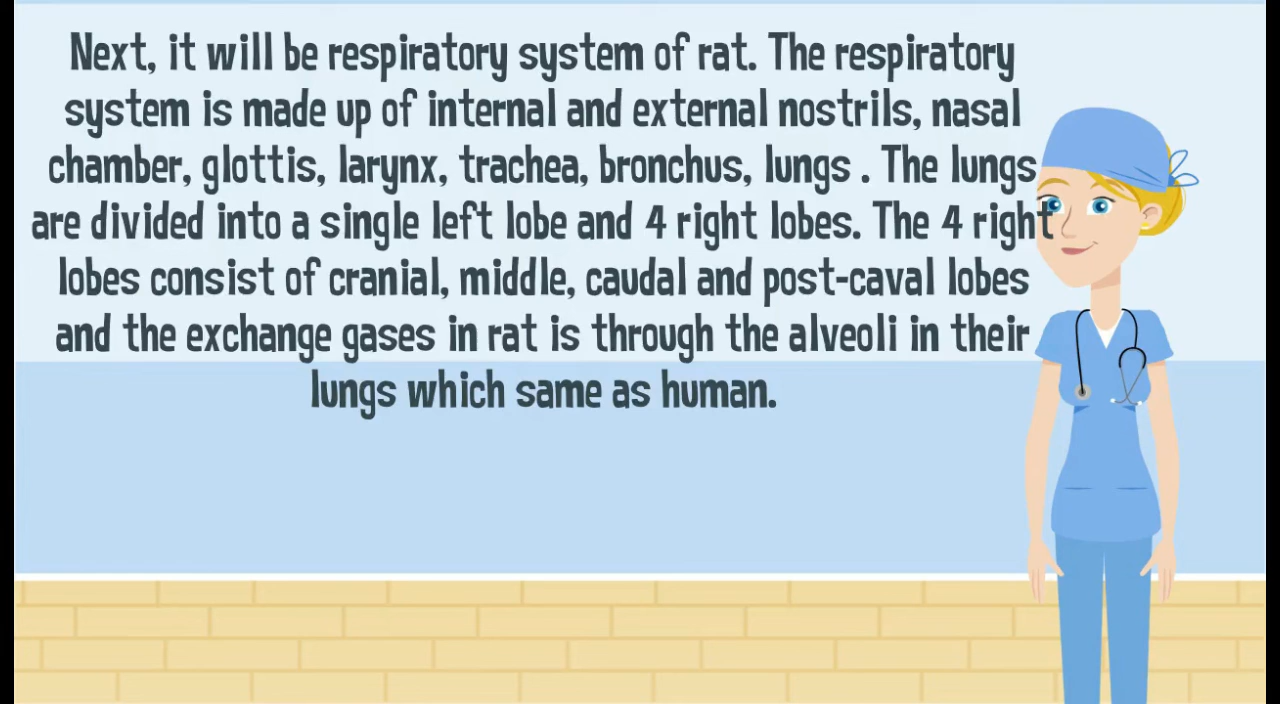 Next, it will be respiratory system of rat. The respiratory
system is made up of internal and external nostrils, nasal
chamber, glottis, larynx, trachea, bronchus, lungs . The lungs
are divided into a single left lobe and 4 right lobes. The 4 right
lobes consist of cranial, middle, caudal and post-caval lobes
and the exchange gases in rat is through the alveoli in their
lungs which same as human.